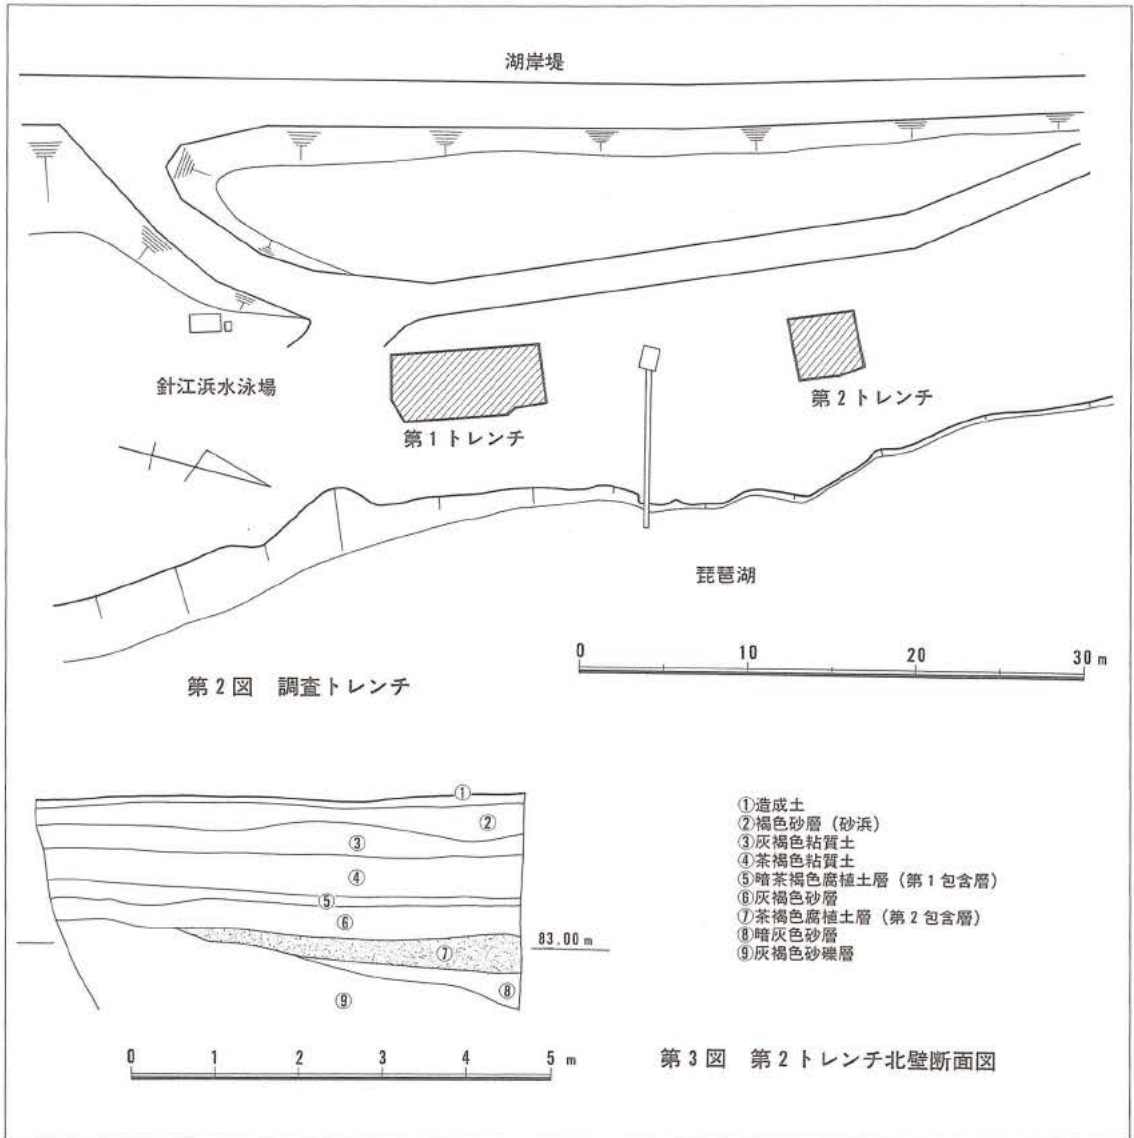 湖岸堤
針江浜水泳場
第1トレンチ
第2トレンチ
琵琶湖
0 10 20 30 m
第2図 調査トレンチ
①
②
③
④
⑤
⑥
⑦
⑧
⑨
83.00 m
①造成土
②褐色砂層(砂浜)
③灰褐色粘質土
④茶褐色粘質土
⑤暗茶褐色腐植土層(第1包含層)
⑥灰褐色砂層
⑦茶褐色腐植土層(第2包含層)
⑧暗灰色砂層
⑨灰褐色砂礫層
0 1 2 3 4 5 m
第3図 第2トレンチ北壁断面図